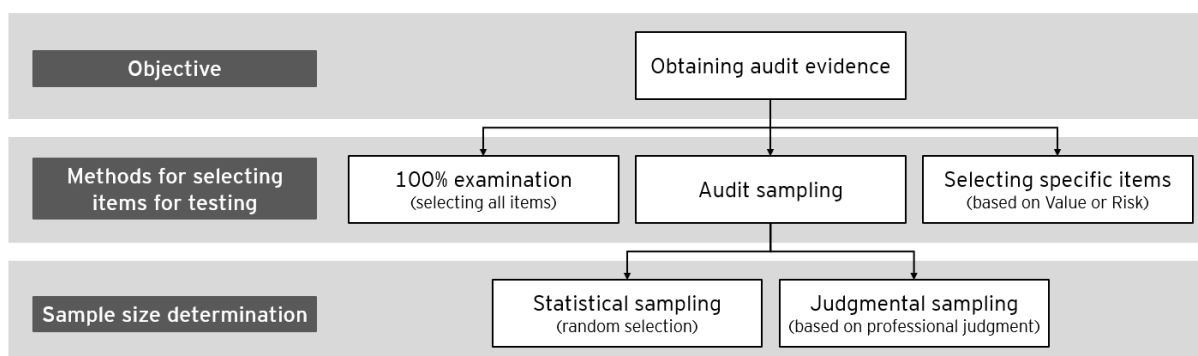 Objective
Obtaining audit evidence
Methods for selecting
items for testing
100% examination
(selecting all items)
Audit sampling
Selecting specific items
(based on Value or Risk)
Sample size determination
Statistical sampling
(random selection)
Judgmental sampling
(based on professional judgment)